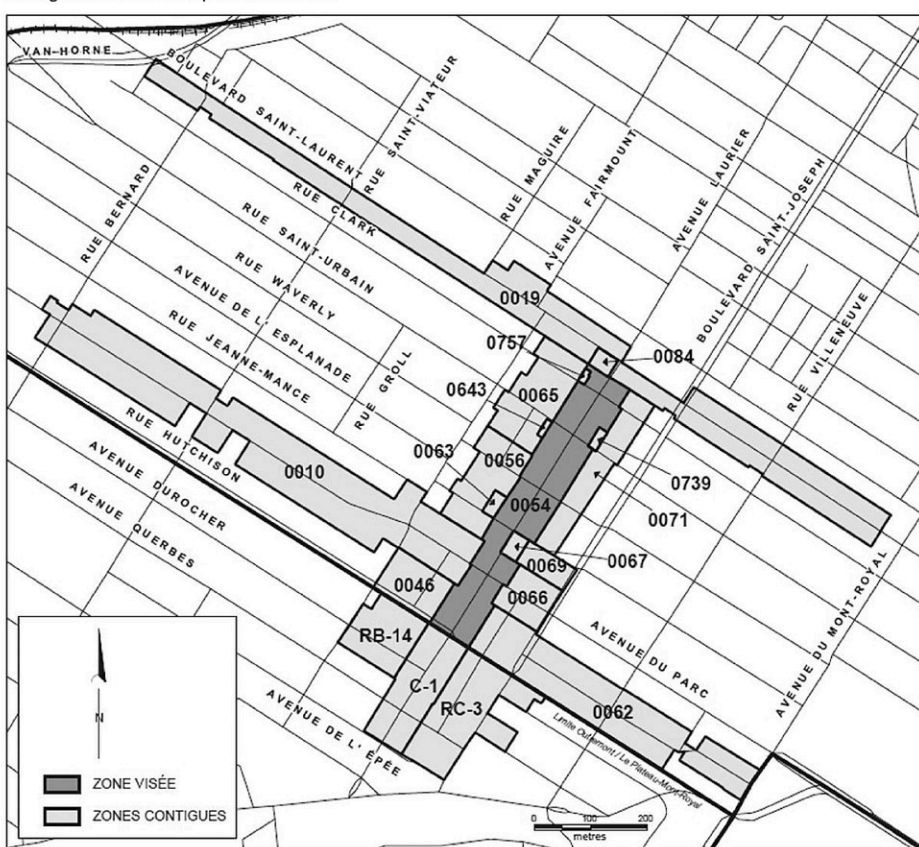 VAN-HORNE
BOULEVARD SAINT-LAURENT
RUE SAINT-VIATEUR
RUE MAGUIRE
AVENUE FAIRMOUNT
AVENUE LAURIER
BOULEVARD SAINT-JOSEPH
RUE BERNARD
RUE CLARK
RUE SAINT-URBAIN
RUE WAVERLY
AVENUE DE L' ESPLANADE
RUE JEANNE-MANCE
RUE GROLL
RUE VILLENEUVE
0019
0757
0084
0643
0065
0063
0056
0054
0739
0071
0010
RUE HUTCHISON
AVENUE DUROCHER
AVENUE QUERBES
0067
0069
0046
0066
RB-14
AVENUE DU PARC
AVENUE DU MONT-ROYAL
C-1
RC-3
0062
AVENUE DE L' ÉPÉE
Limite Outremont / Le Plateau-Mont-Royal
N
ZONE VISÉE
ZONES CONTIGUES
0 100 200
metres